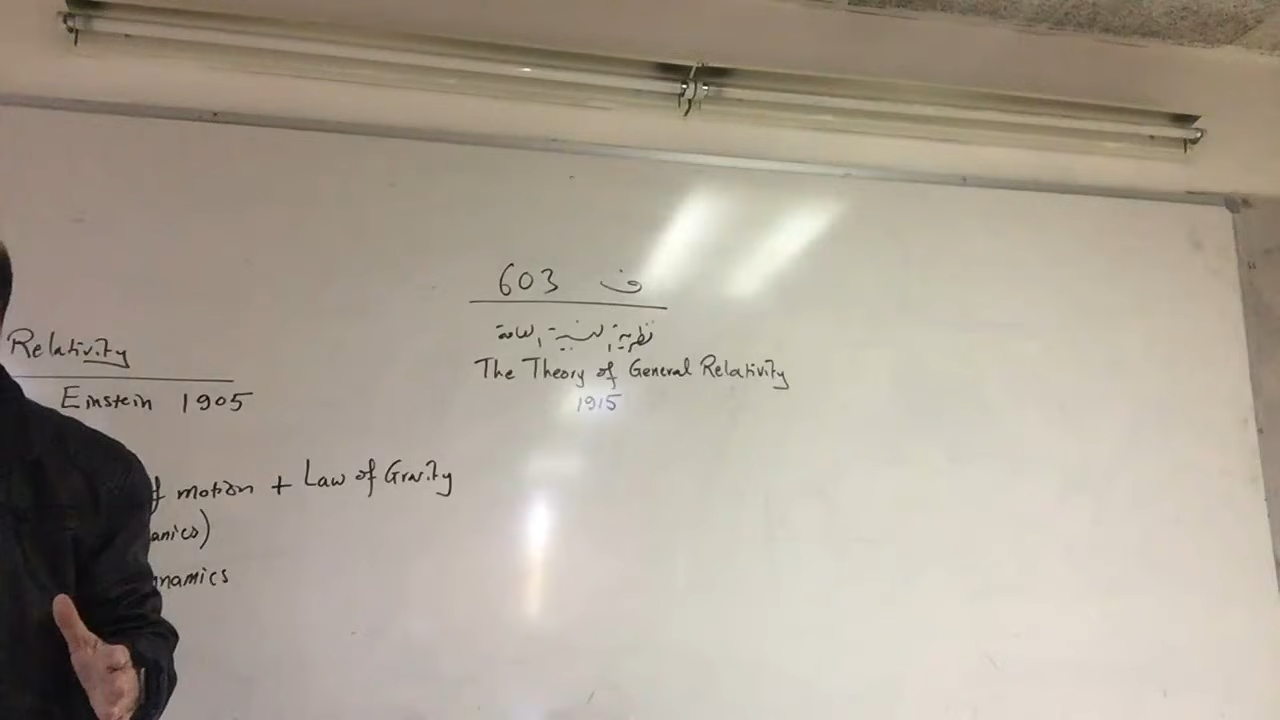 603 ف
نظرية النسبية العامة
The Theory of General Relativity
1915
Relativity
Einstein 1905
f motion + Law of Gravity
anics)
namics